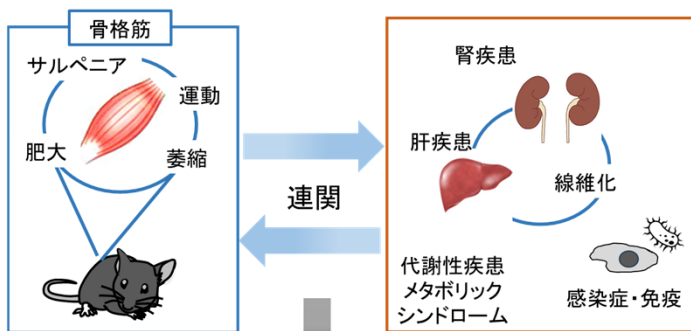 骨格筋
サルペニア
運動
肥大
萎縮
連関
腎疾患
肝疾患
線維化
代謝性疾患
メタボリック
シンドローム
感染症・免疫